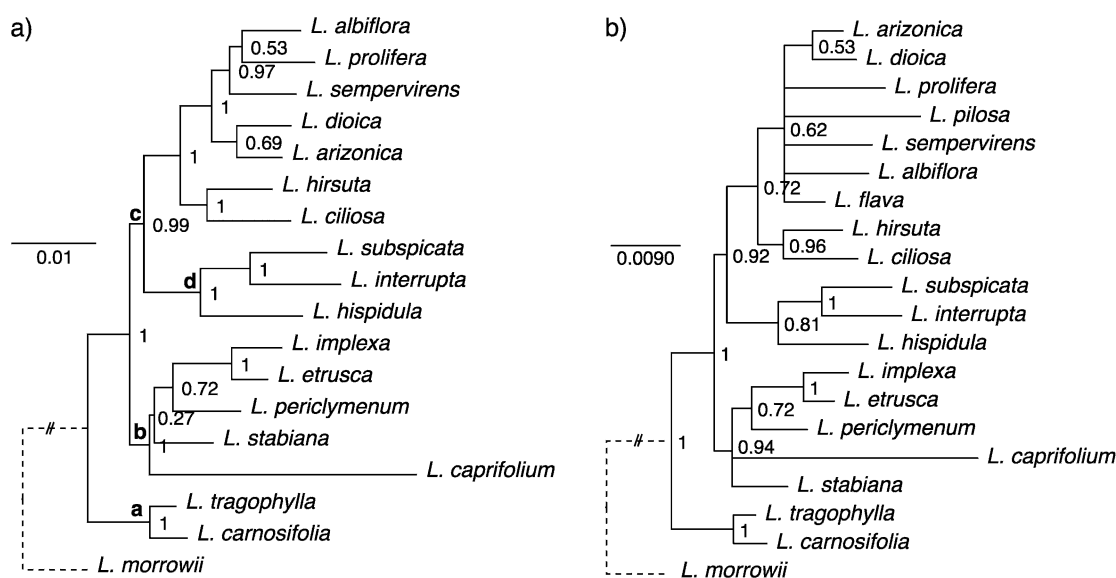 a)
L. albiflora
0.53
L. prolifera
0.97
L. sempervirens
1
L. dioica
0.69
L. arizonica
1
L. hirsuta
1
L. ciliosa
c
0.99
0.01
L. subspicata
1
L. interrupta
d
1
L. hispidula
1
L. implexa
1
L. etrusca
0.72
L. periclymenum
0.27
b
1
L. stabiana
L. caprifolium
L. tragophylla
a
1
L. carnosifolia
L. morrowii
b)
L. arizonica
0.53
L. dioica
L. prolifera
L. pilosa
0.62
L. sempervirens
L. albiflora
0.72
L. flava
L. hirsuta
0.96
0.92
L. ciliosa
0.0090
L. subspicata
1
L. interrupta
0.81
L. hispidula
1
L. implexa
1
L. etrusca
0.72
L. periclymenum
1
0.94
L. caprifolium
L. stabiana
L. tragophylla
1
L. carnosifolia
L. morrowii